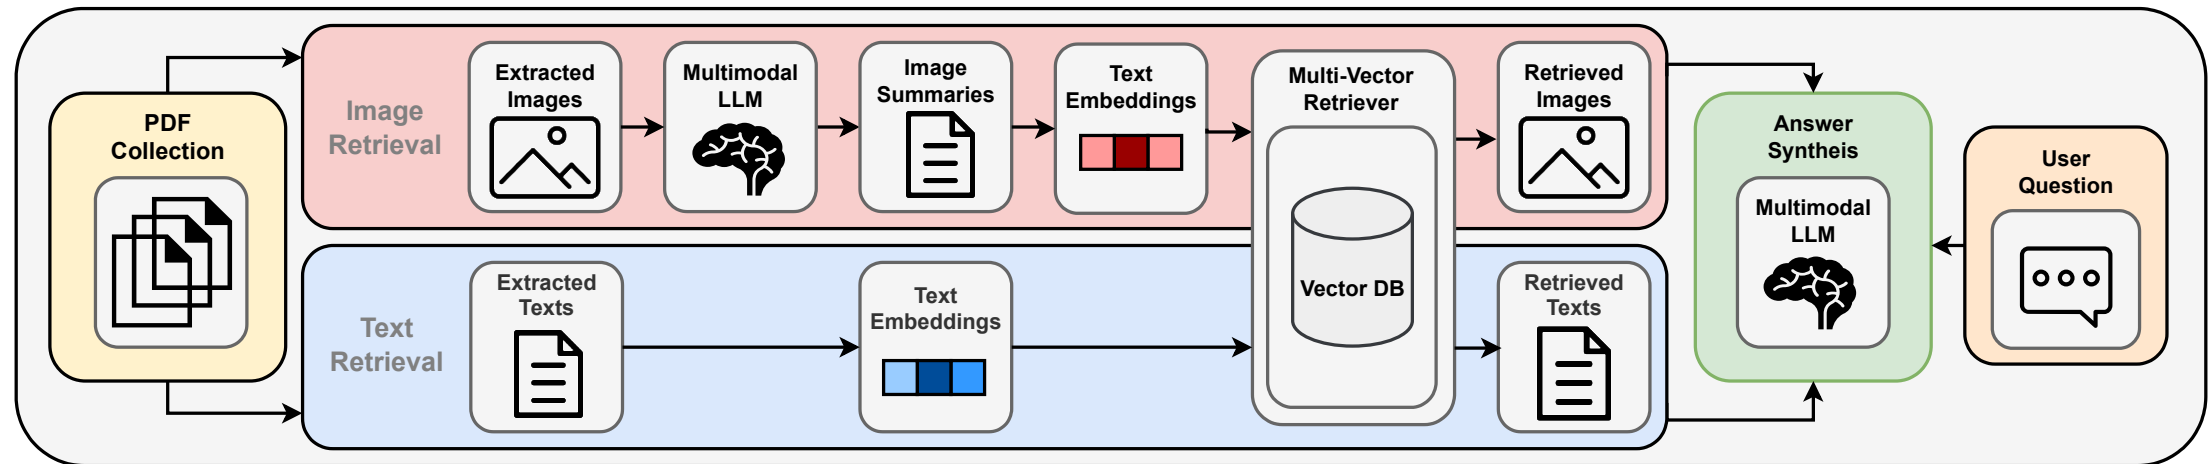 PDF
Collection
Image
Retrieval
Extracted
Images
Multimodal
LLM
Image
Summaries
Text
Embeddings
Multi-Vector
Retriever
Vector DB
Retrieved
Images
Text
Retrieval
Extracted
Texts
Text
Embeddings
Retrieved
Texts
Answer
Syntheis
Multimodal
LLM
User
Question